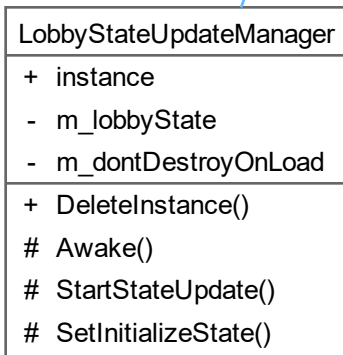 LobbyStateUpdateManager
+ instance
- m_lobbyState
- m_dontDestroyOnLoad
+ DeleteInstance()
# Awake()
# StartStateUpdate()
# SetInitializeState()